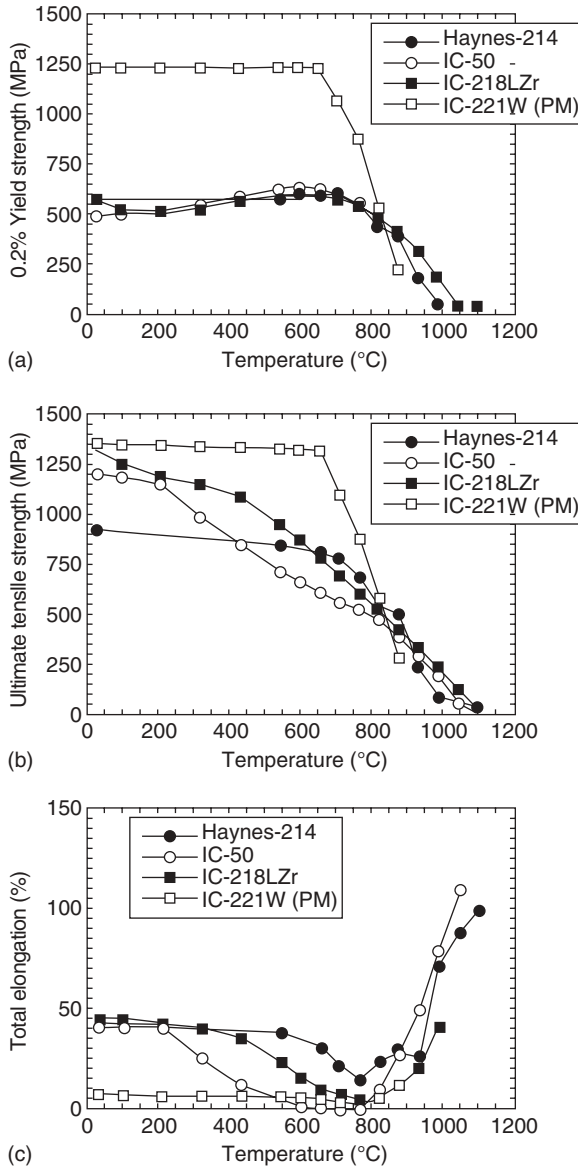 0.2% Yield strength (MPa)
1500
1250
1000
750
500
250
0
Haynes-214
IC-50 -
IC-218LZr
IC-221W (PM)
0 200 400 600 800 1000 1200
(a)
Temperature (°C)
Ultimate tenslle strength (MPa)
1500
1250
1000
750
500
250
0
Haynes-214
IC-50 -
IC-218LZr
IC-221W (PM)
0 200 400 600 800 1000 1200
(b)
Temperature (°C)
Total elongation (%)
150
100
50
0
Haynes-214
IC-50
IC-218LZr
IC-221W (PM)
0 200 400 600 800 1000 1200
(c)
Temperature (°C)